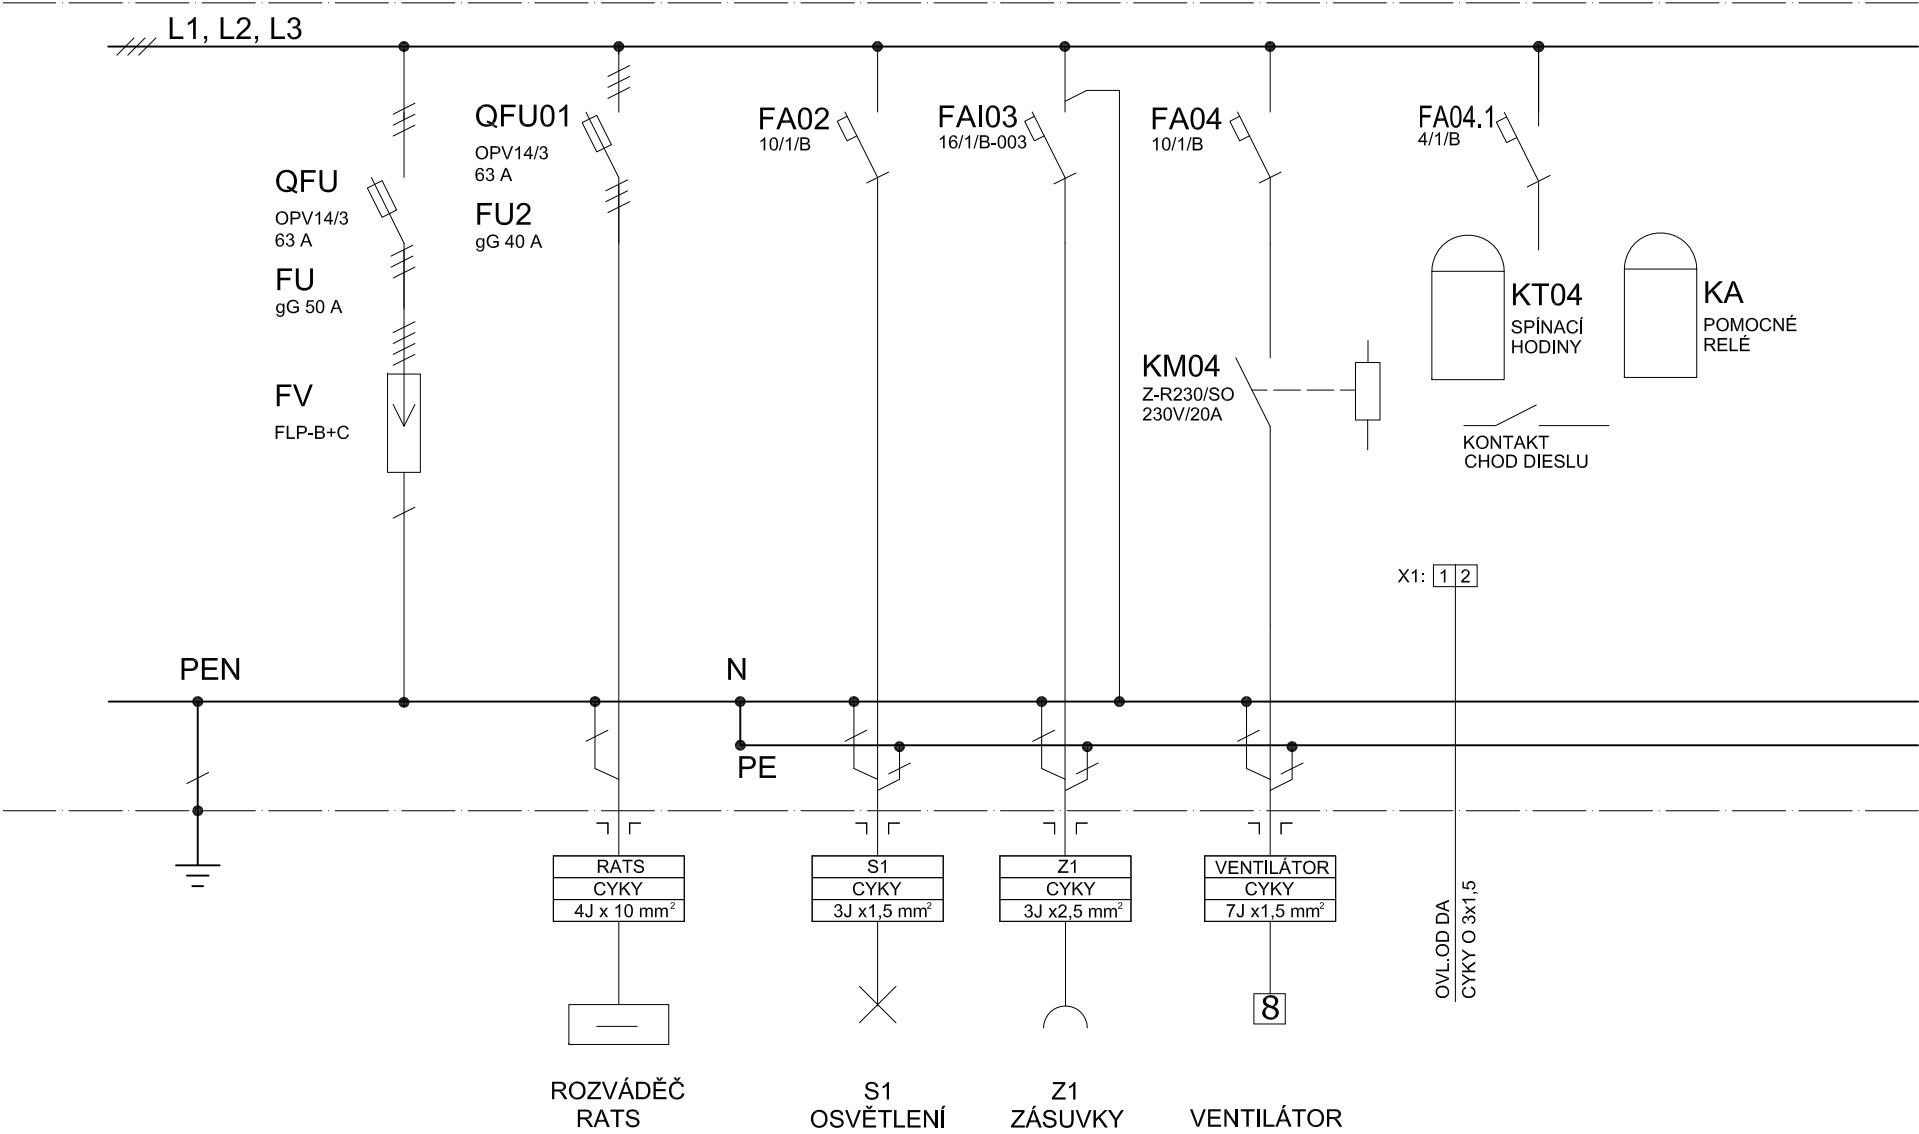 L1, L2, L3
QFU
OPV14/3
63 A
FU
gG 50 A
FV
FLP-B+C
QFU01
OPV14/3
63 A
FU2
gG 40 A
FA02
10/1/B
FAI03
16/1/B-003
FA04
10/1/B
FA04.1
4/1/B
KM04
Z-R230/SO
230V/20A
KT04
SPÍNACÍ
HODINY
KA
POMOCNÉ
RELÉ
KONTAKT
CHOD DIESLU
X1: 1 2
PEN
N
PE
RATS
CYKY
4J x 10 mm²
S1
CYKY
3J x1,5 mm²
Z1
CYKY
3J x2,5 mm²
VENTILÁTOR
CYKY
7J x1,5 mm²
OVL.OD DA
CYKY O 3x1,5
8
ROZVÁDĚČ
RATS
S1
OSVĚTLENÍ
Z1
ZÁSUVKY
VENTILÁTOR